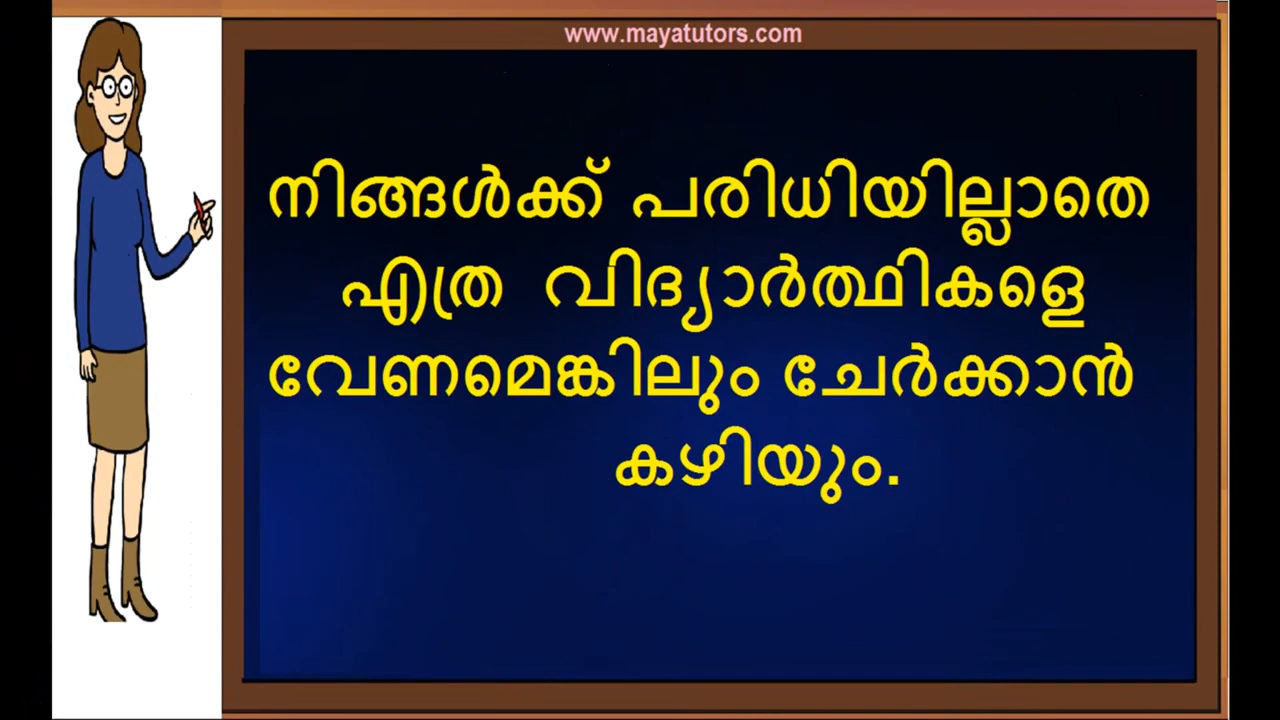 www.mayatutors.com
നിങ്ങൾക്ക് പരിധിയില്ലാതെ
എത്ര വിദ്യാർത്ഥികളെ
വേണമെങ്കിലും ചേർക്കാൻ
കഴിയും.